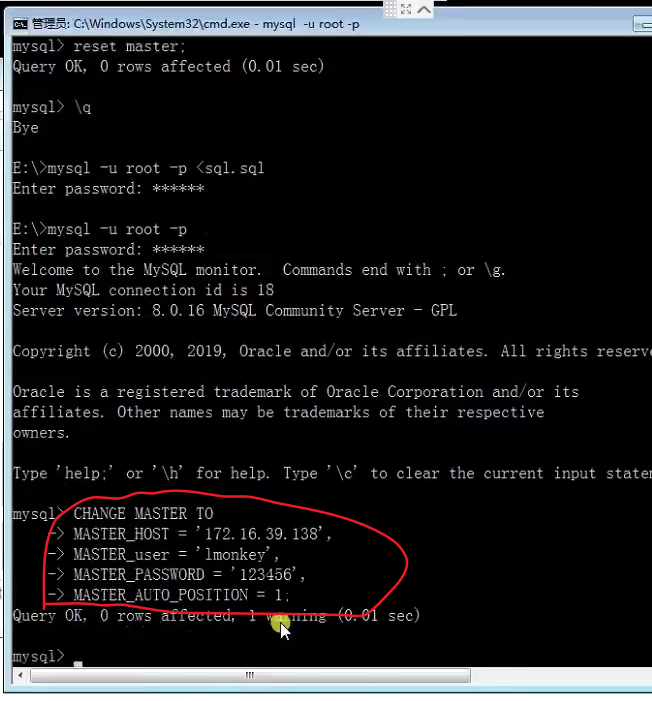 管理员: C:\Windows\System32\cmd.exe - mysql -u root -p
mysql> reset master;
Query OK, 0 rows affected (0.01 sec)
mysql> \q
Bye
E:\>mysql -u root -p <sql.sql
Enter password: ******
E:\>mysql -u root -p
Enter password: ******
Welcome to the MySQL monitor.  Commands end with ; or \g.
Your MySQL connection id is 18
Server version: 8.0.16 MySQL Community Server - GPL
Copyright (c) 2000, 2019, Oracle and/or its affiliates. All rights reserve
Oracle is a registered trademark of Oracle Corporation and/or its
affiliates. Other names may be trademarks of their respective
owners.
Type 'help;' or '\h' for help. Type '\c' to clear the current input state
mysql> CHANGE MASTER TO
-> MASTER_HOST = '172.16.39.138',
-> MASTER_user = 'lmonkey',
-> MASTER_PASSWORD = '123456',
-> MASTER_AUTO_POSITION = 1;
Query OK, 0 rows affected, 1 warning (0.01 sec)
mysql>